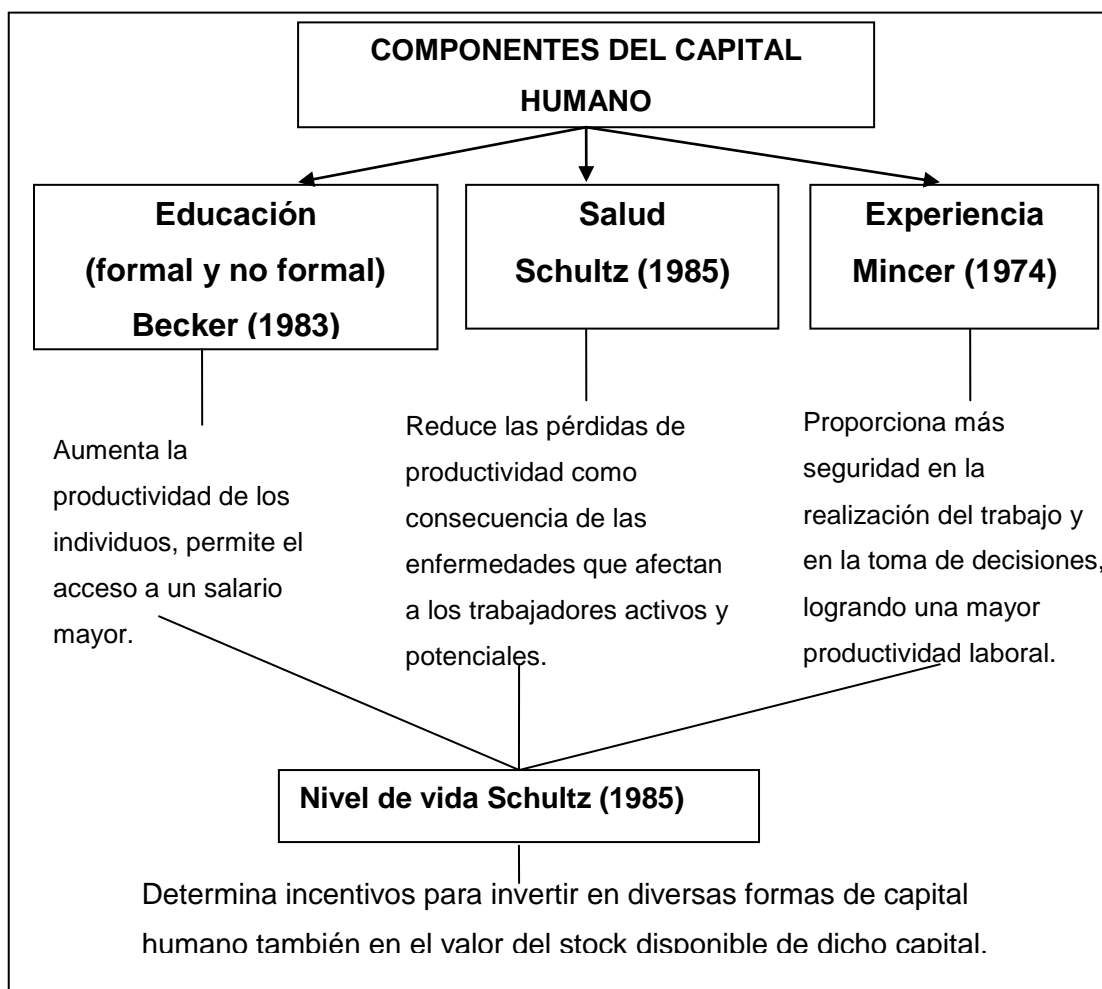 COMPONENTES DEL CAPITAL
HUMANO
Educación
(formal y no formal)
Becker (1983)
Salud
Schultz (1985)
Experiencia
Mincer (1974)
Aumenta la
productividad de los
individuos, permite el
acceso a un salario
mayor.
Reduce las pérdidas de
productividad como
consecuencia de las
enfermedades que afectan
a los trabajadores activos y
potenciales.
Proporciona más
seguridad en la
realización del trabajo y
en la toma de decisiones,
logrando una mayor
productividad laboral.
Nivel de vida Schultz (1985)
Determina incentivos para invertir en diversas formas de capital
humano también en el valor del stock disponible de dicho capital.